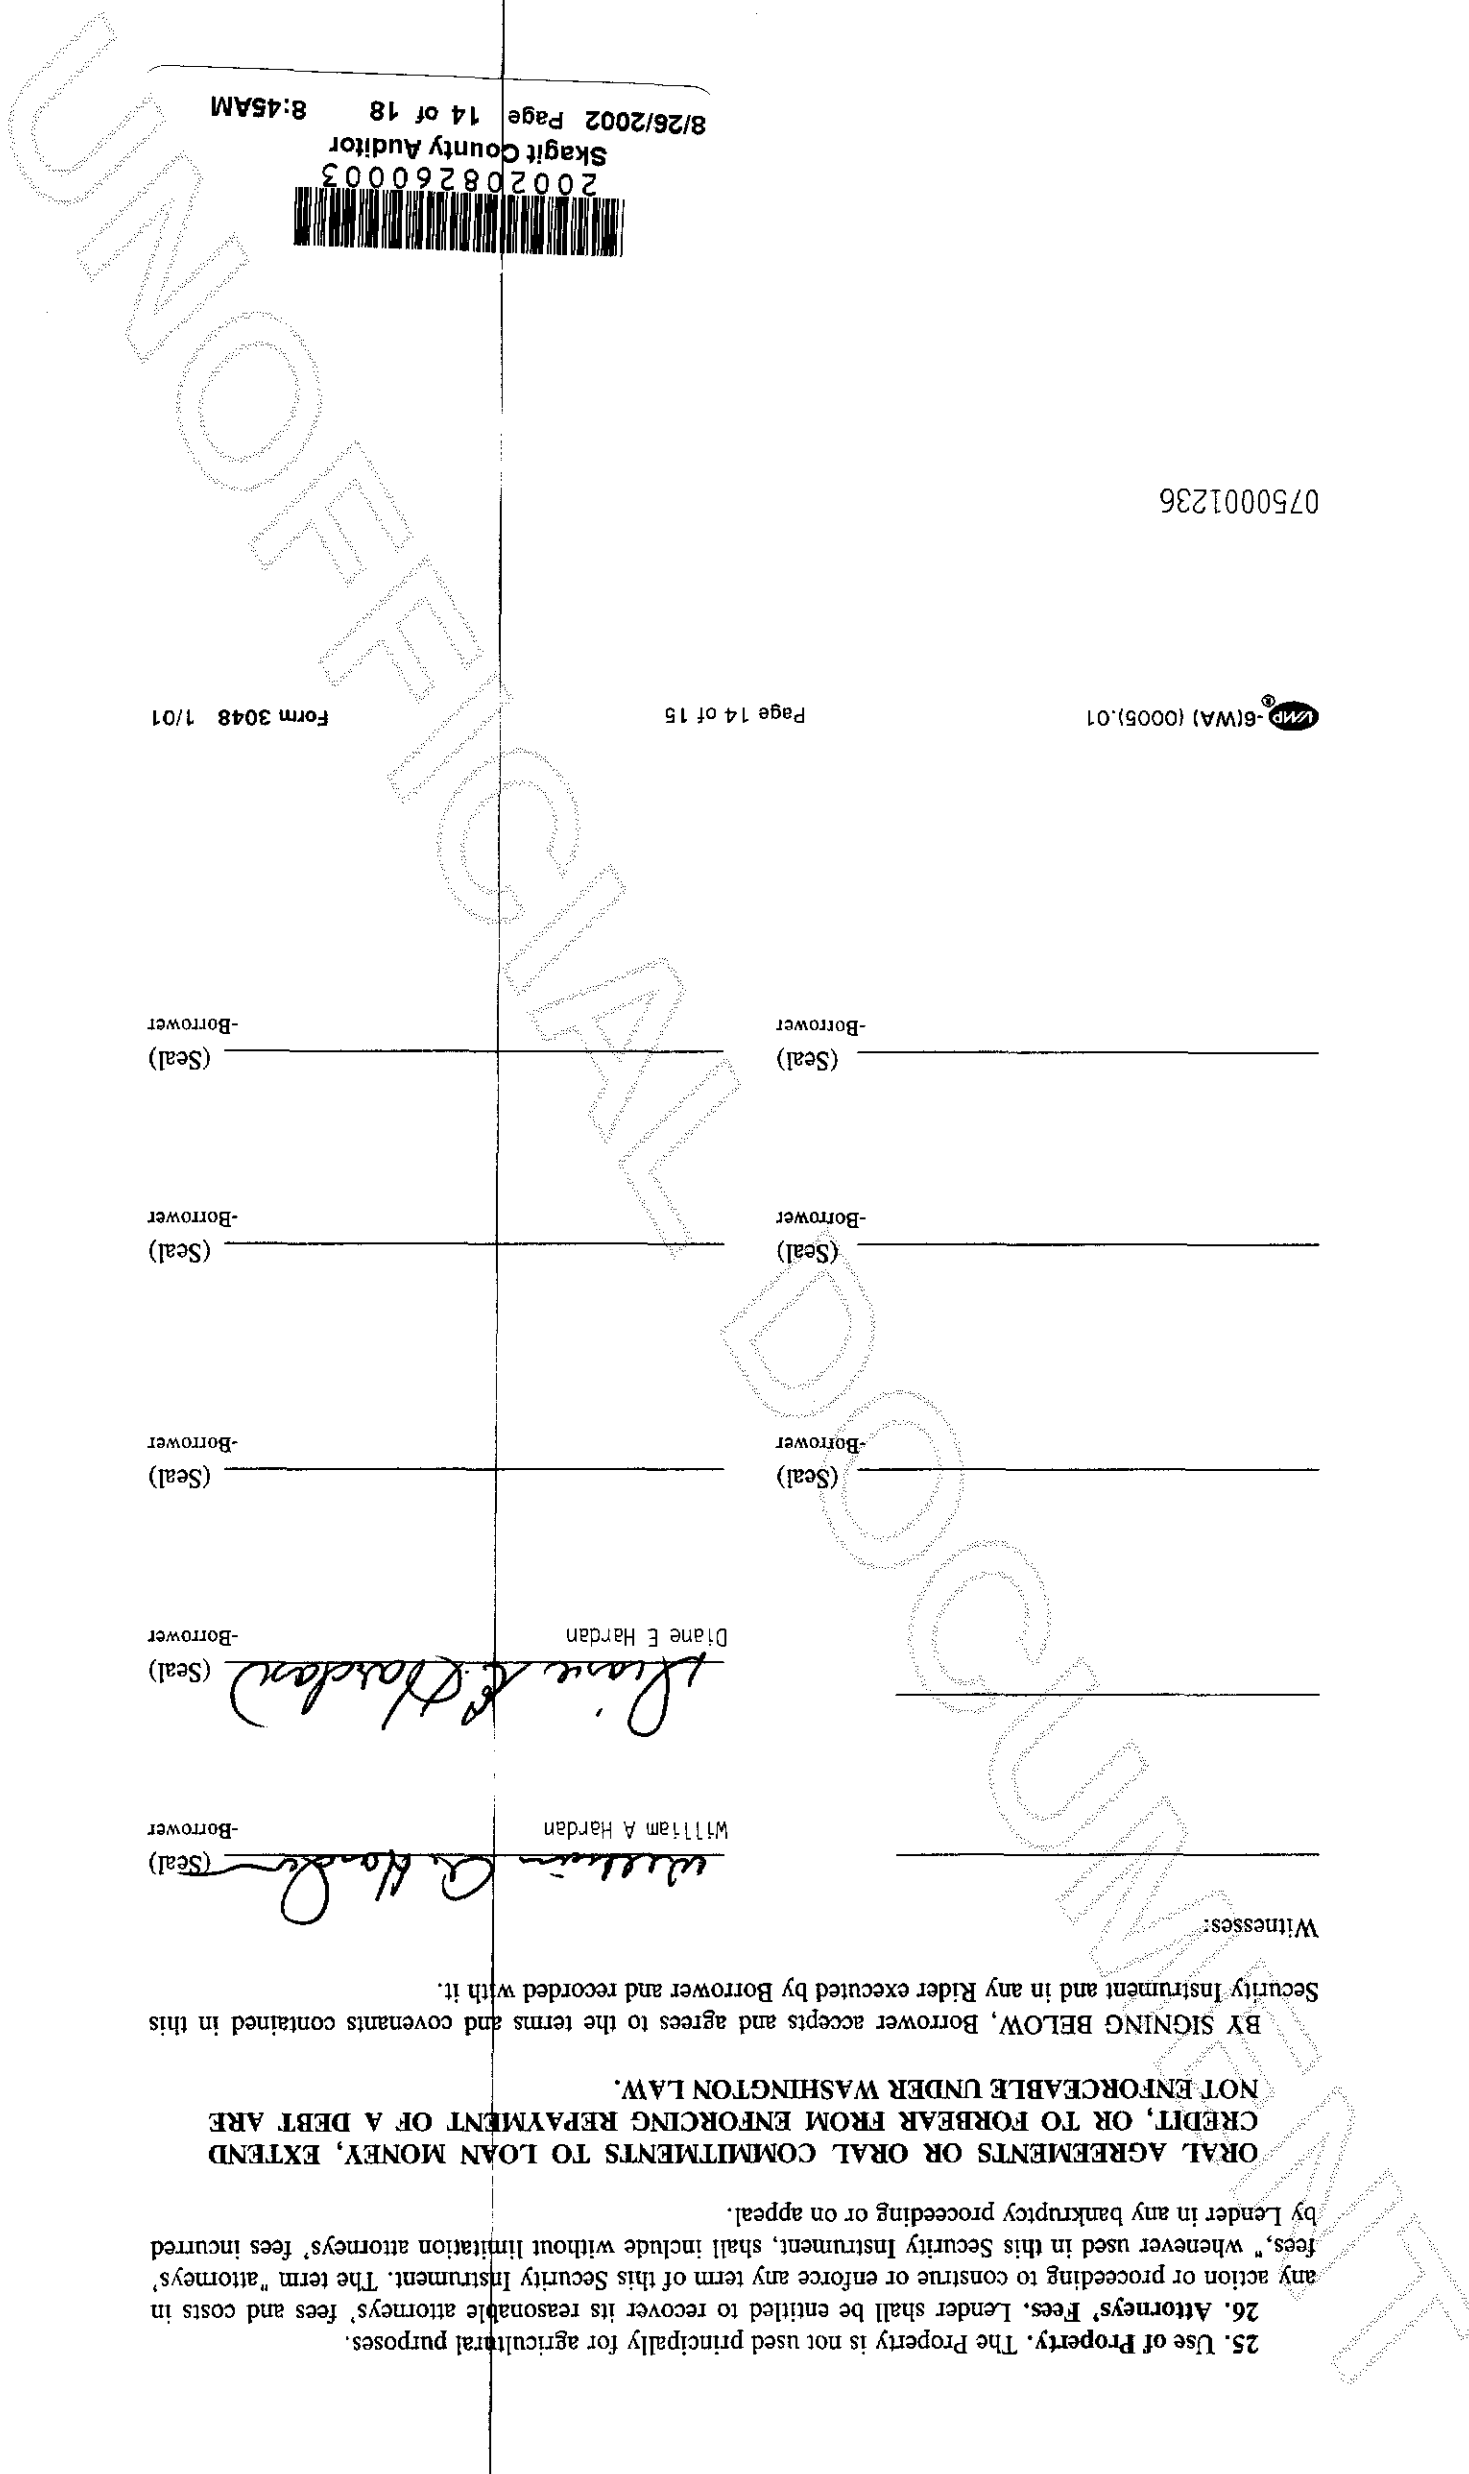 25. Use of Property. The Property is not used principally for agricultural purposes.
26. Attorneys' Fees. Lender shall be entitled to recover its reasonable attorneys' fees and costs in
any action or proceeding to construe or enforce any term of this Security Instrument. The term "attorneys'
fees," whenever used in this Security Instrument, shall include without limitation attorneys' fees incurred
by Lender in any bankruptcy proceeding or on appeal.
ORAL AGREEMENTS OR ORAL COMMITMENTS TO LOAN MONEY, EXTEND
CREDIT, OR TO FORBEAR FROM ENFORCING REPAYMENT OF A DEBT ARE
NOT ENFORCEABLE UNDER WASHINGTON LAW.
BY SIGNING BELOW, Borrower accepts and agrees to the terms and covenants contained in this
Security Instrument and in any Rider executed by Borrower and recorded with it.
Witnesses:
William A. Hardan (Seal)
William A Hardan -Borrower
Diane E. Hardan (Seal)
Diane E Hardan -Borrower
(Seal) (Seal)
-Borrower -Borrower
(Seal) (Seal)
-Borrower -Borrower
(Seal) (Seal)
-Borrower -Borrower
VMP®-6(WA) (0005).01 Page 14 of 15 Form 3048 1/01
0750001236
200208260003
Skagit County Auditor
8/26/2002 Page 14 of 18 8:45AM
UNOFFICIAL DOCUMENT